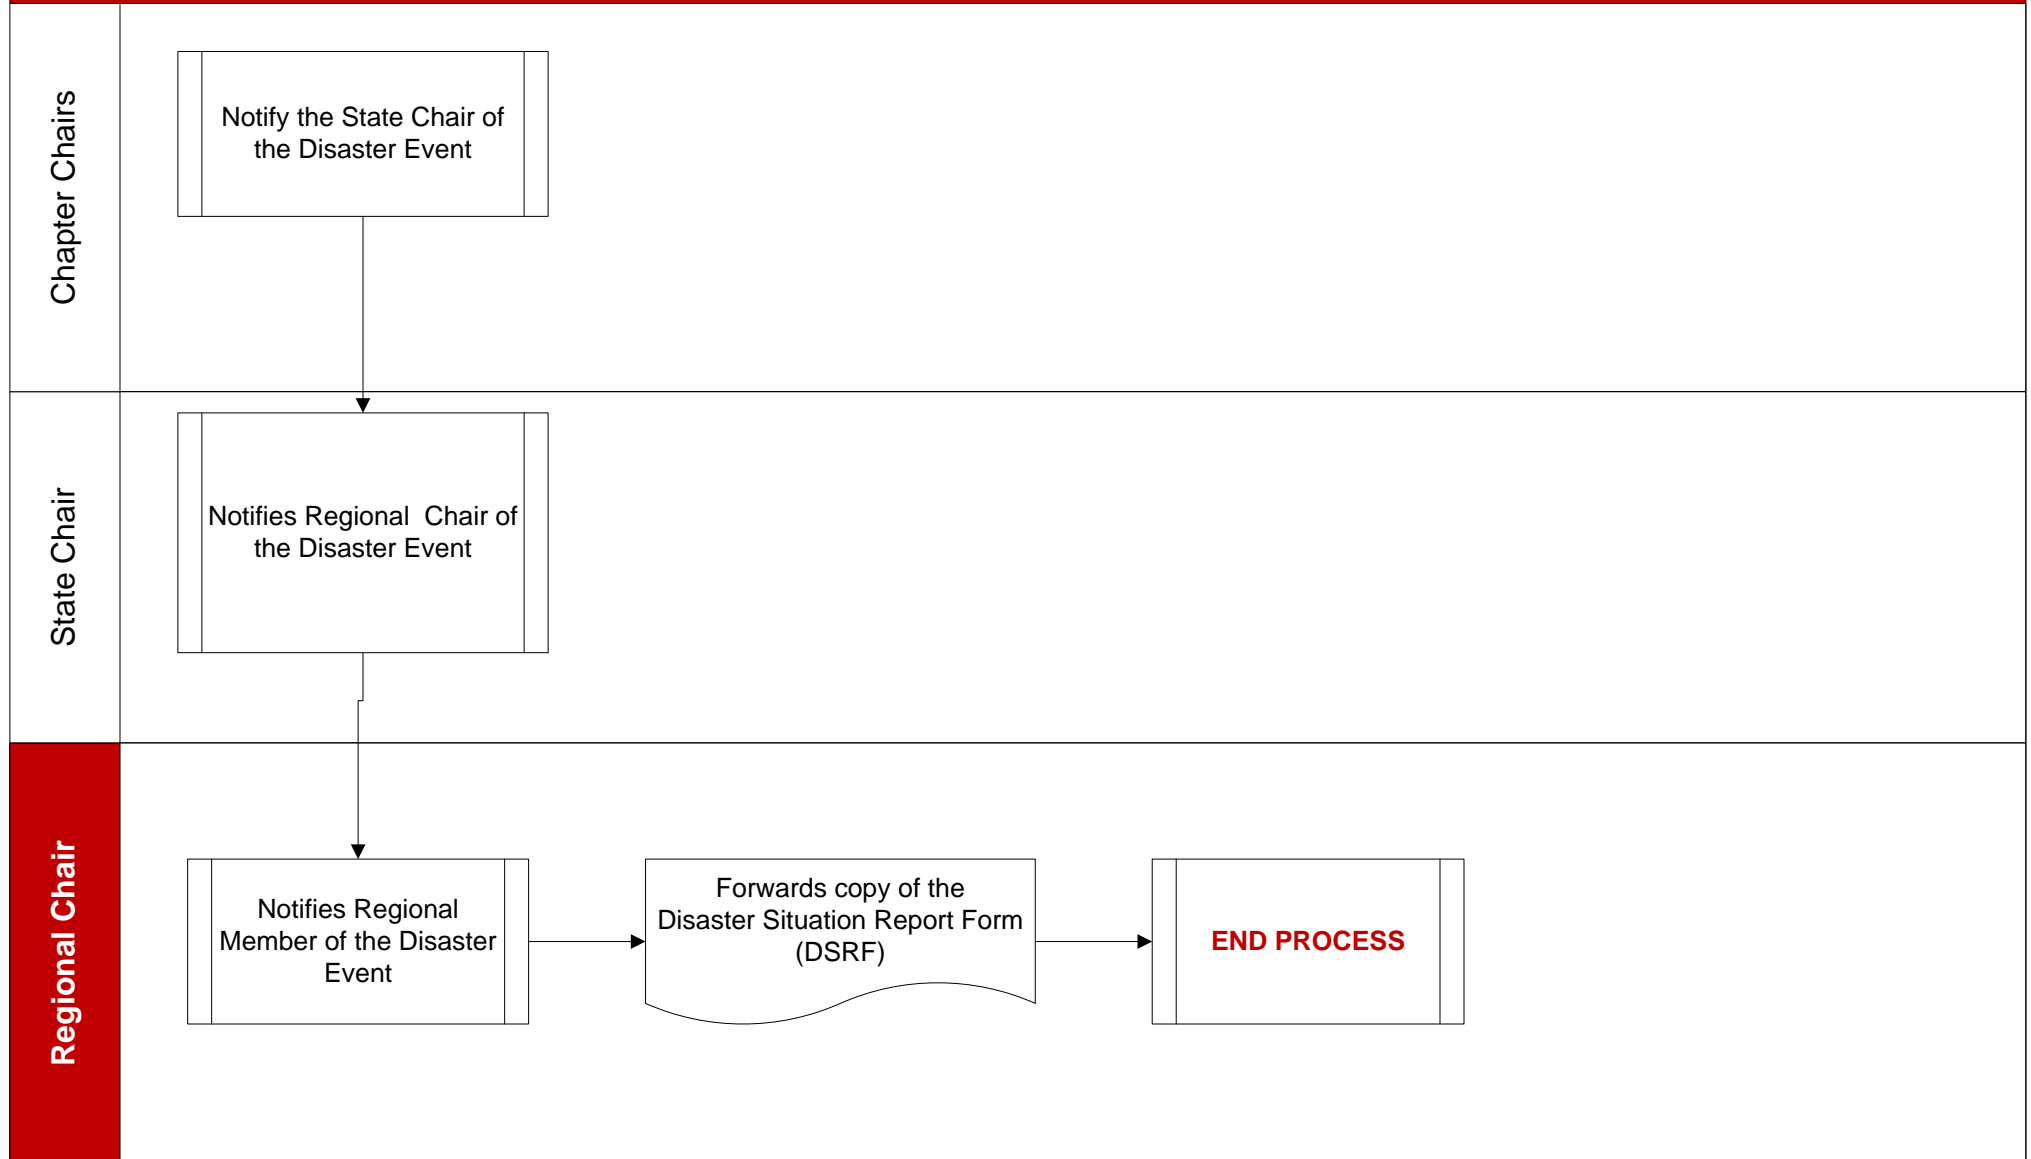 Chapter Chairs
Notify the State Chair of
the Disaster Event
State Chair
Notifies Regional  Chair of
the Disaster Event
Regional Chair
Notifies Regional
Member of the Disaster
Event
Forwards copy of the
Disaster Situation Report Form
(DSRF)
END PROCESS